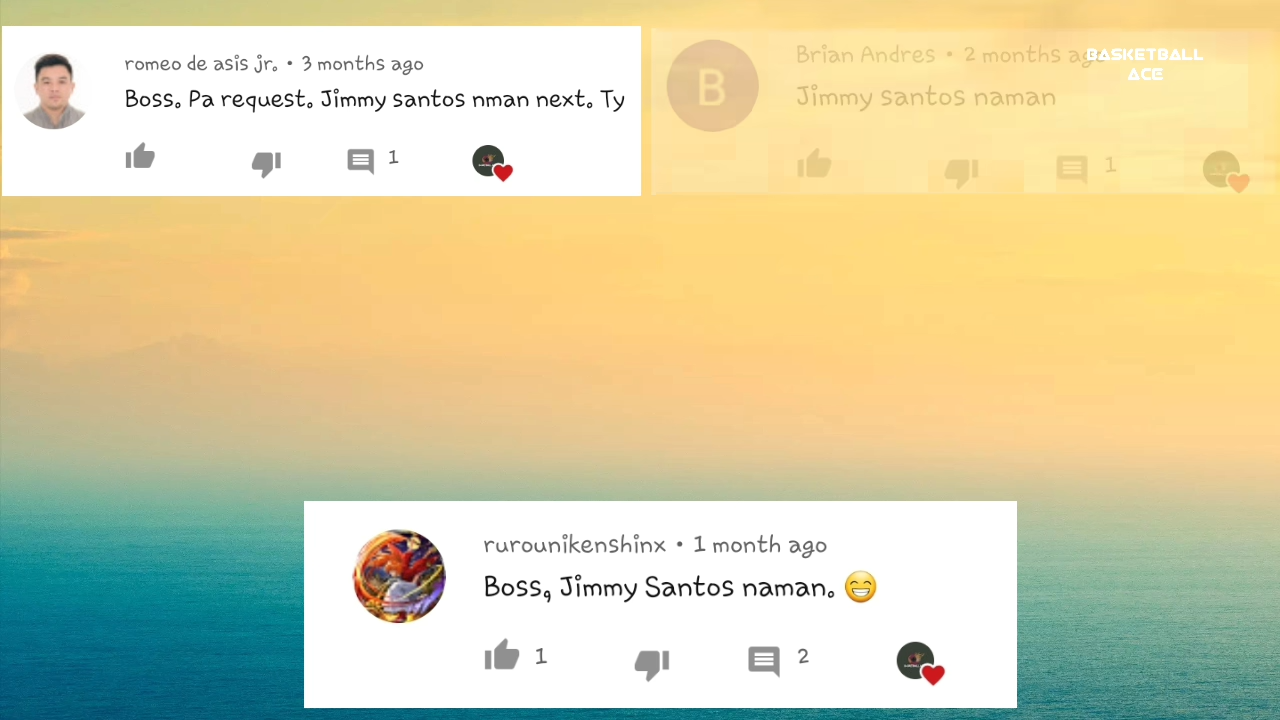 romeo de asis jr. • 3 months ago
Boss. Pa request. Jimmy santos nman next. Ty
1
B
Brian Andres • 2 months ago
Jimmy santos naman
1
BASKETBALL
ACE
rurounikenshinx • 1 month ago
Boss, Jimmy Santos naman. 😁
1
2